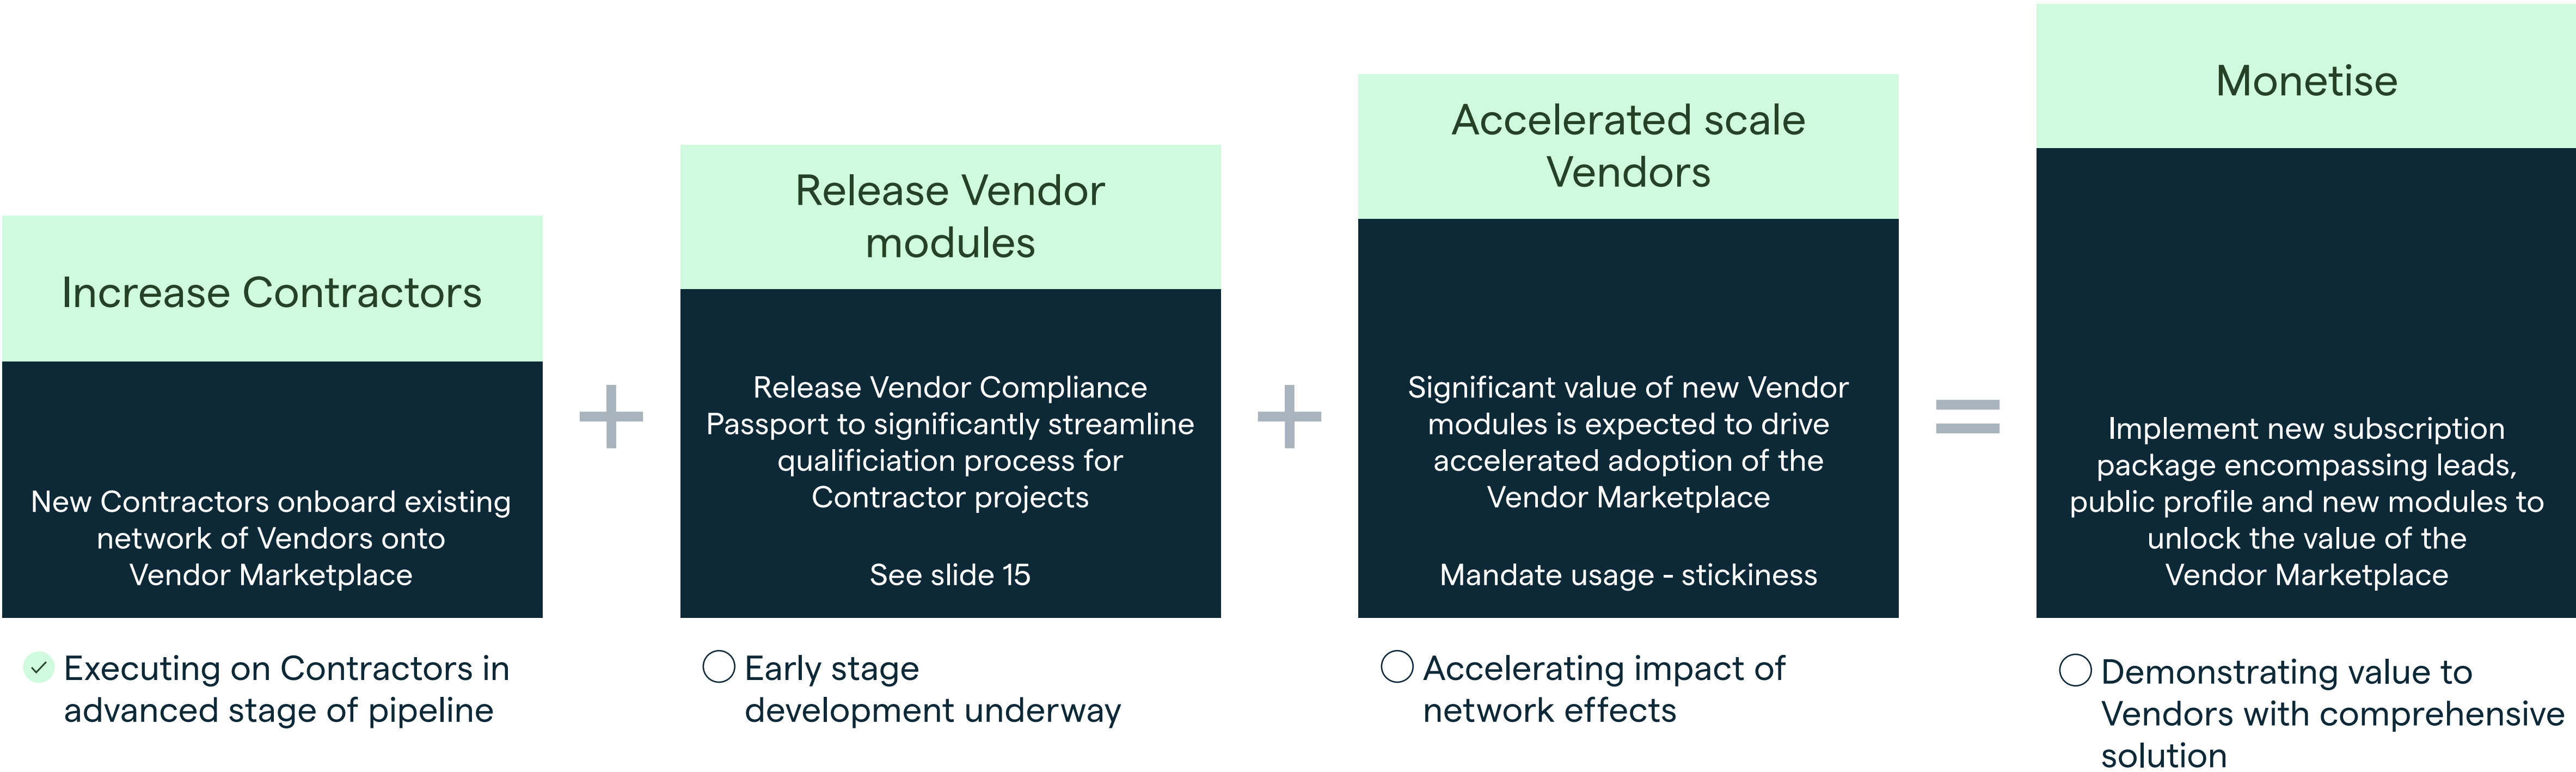 Increase Contractors
New Contractors onboard existing
network of Vendors onto
Vendor Marketplace
Executing on Contractors in
advanced stage of pipeline
+
Release Vendor
modules
Release Vendor Compliance
Passport to significantly streamline
qualificiation process for
Contractor projects
See slide 15
Early stage
development underway
+
Accelerated scale
Vendors
Significant value of new Vendor
modules is expected to drive
accelerated adoption of the
Vendor Marketplace
Mandate usage - stickiness
Accelerating impact of
network effects
=
Monetise
Implement new subscription
package encompassing leads,
public profile and new modules to
unlock the value of the
Vendor Marketplace
Demonstrating value to
Vendors with comprehensive
solution